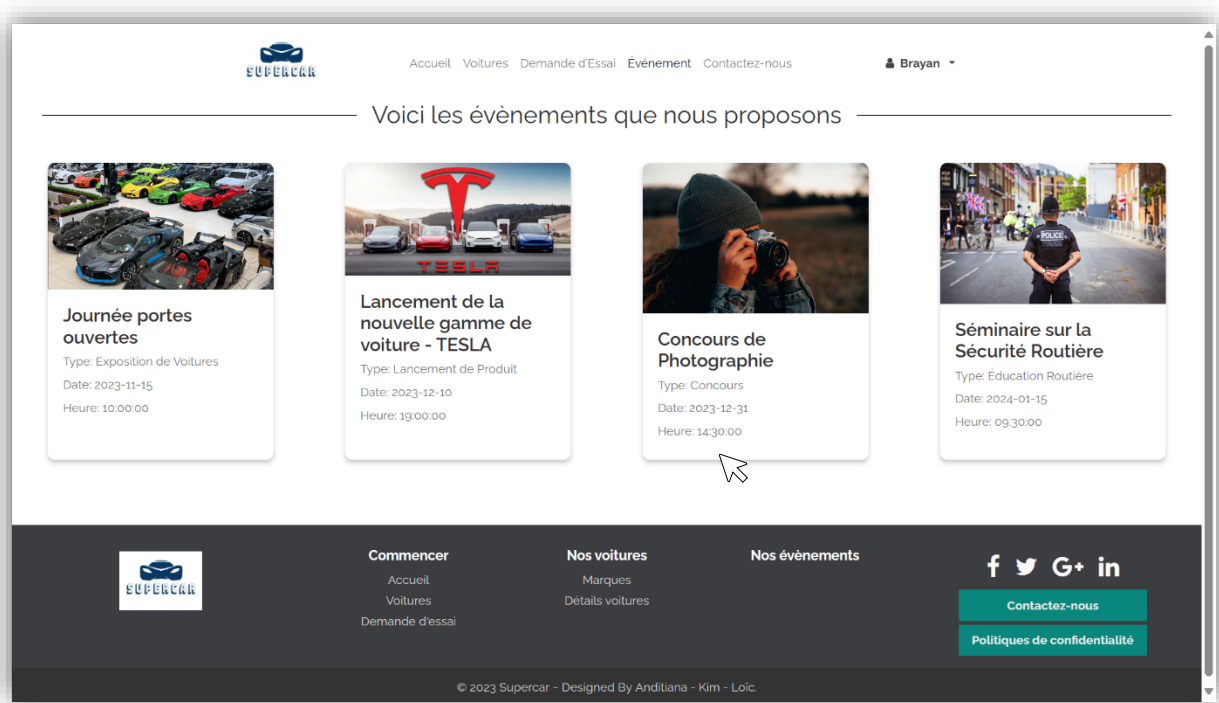 SUPERCAR
Accueil Voitures Demande d'Essai Événement Contactez-nous
Brayan
Voici les évènements que nous proposons
TESLA
POLICE
Journée portes
ouvertes
Type: Exposition de Voitures
Date: 2023-11-15
Heure: 10:00:00
Lancement de la
nouvelle gamme de
voiture - TESLA
Type: Lancement de Produit
Date: 2023-12-10
Heure: 19:00:00
Concours de
Photographie
Type: Concours
Date: 2023-12-31
Heure: 14:30:00
Séminaire sur la
Sécurité Routière
Type: Éducation Routière
Date: 2024-01-15
Heure: 09:30:00
SUPERCAR
Commencer
Accueil
Voitures
Demande d'essai
Nos voitures
Marques
Détails voitures
Nos évènements
f G+ in
Contactez-nous
Politiques de confidentialité
© 2023 Supercar - Designed By Anditiana - Kim - Loïc.